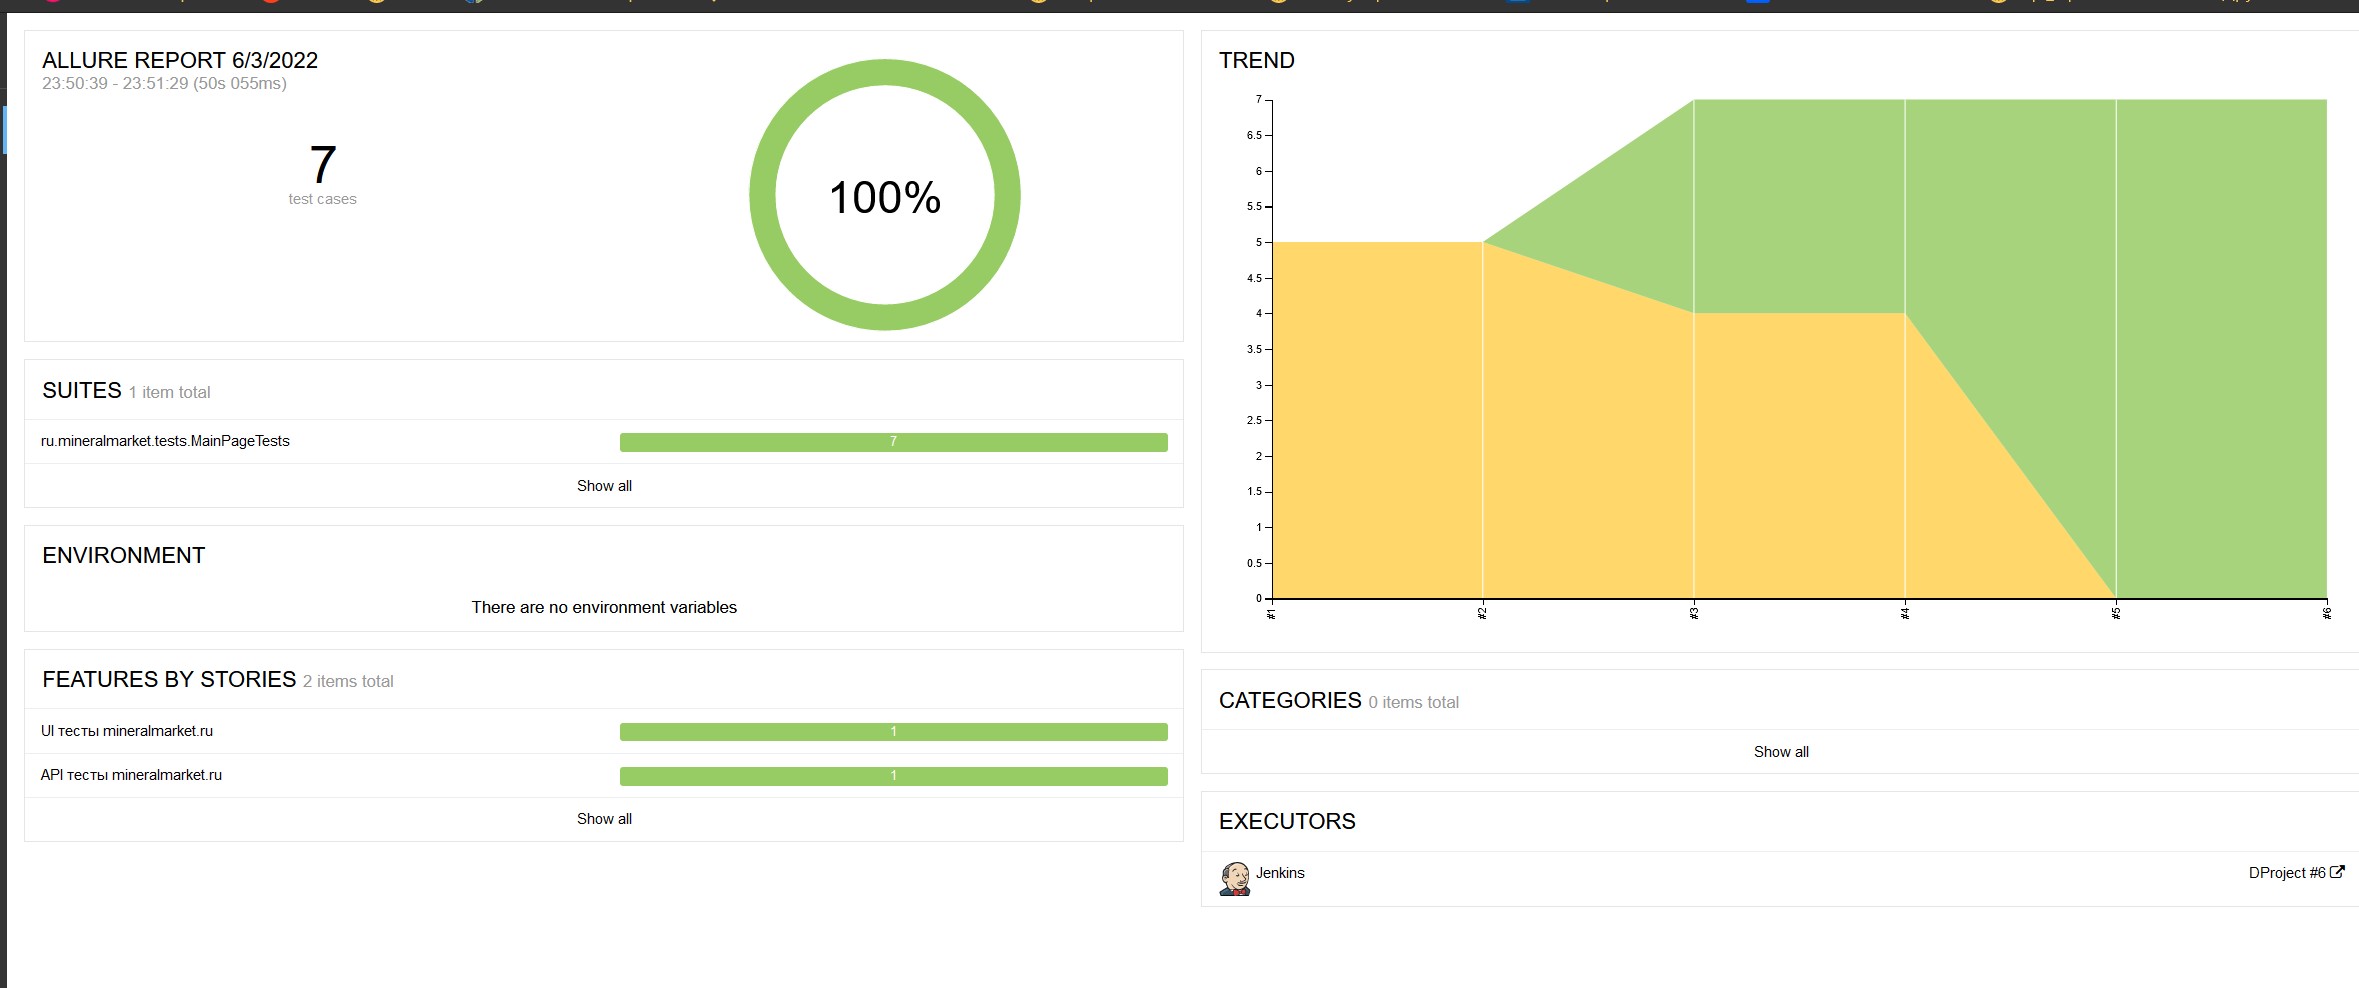 ALLURE REPORT 6/3/2022
23:50:39 - 23:51:29 (50s 055ms)
7
test cases
100%
SUITES 1 item total
ru.mineralmarket.tests.MainPageTests 7
Show all
ENVIRONMENT
There are no environment variables
FEATURES BY STORIES 2 items total
UI тесты mineralmarket.ru 1
API тесты mineralmarket.ru 1
Show all
TREND
7
6.5
6
5.5
5
4.5
4
3.5
3
2.5
2
1.5
1
0.5
0
#1 #2 #3 #4 #5 #6
CATEGORIES 0 items total
Show all
EXECUTORS
Jenkins DProject #6